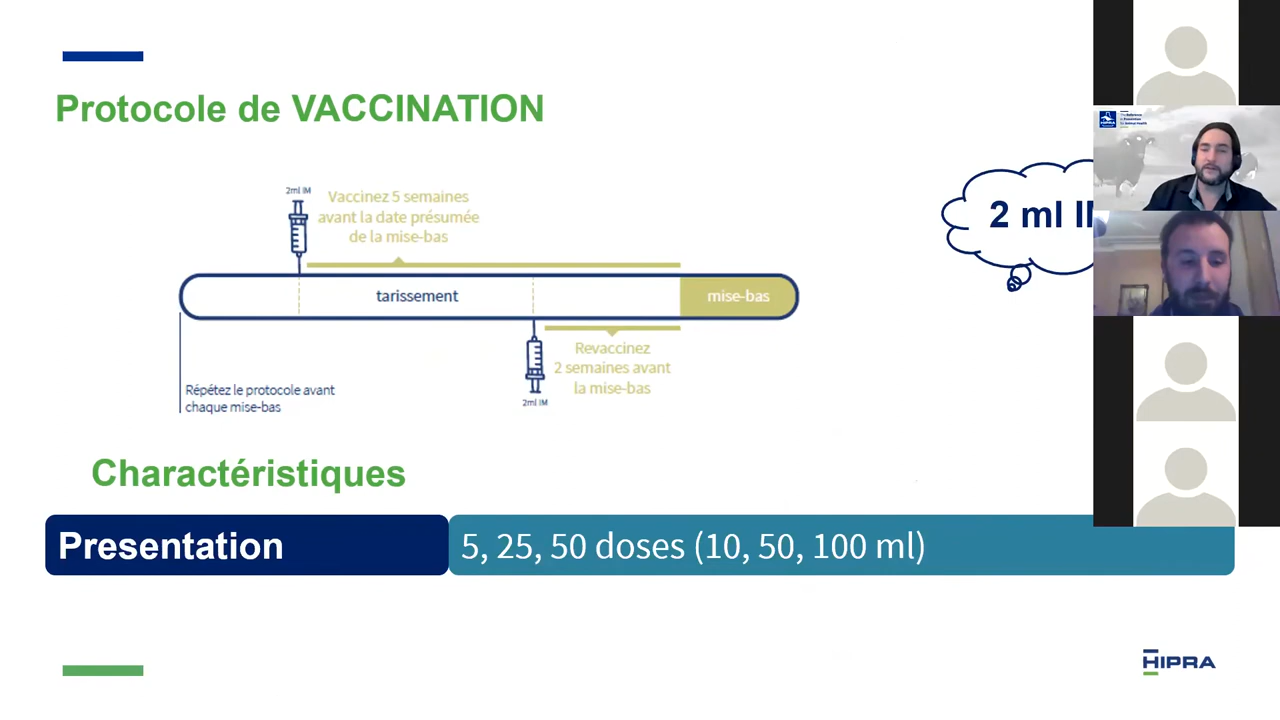 Protocole de VACCINATION
2ml IM
Vaccinez 5 semaines
avant la date présumée
de la mise-bas
tarissement
mise-bas
Revaccinez
2 semaines avant
la mise-bas
2ml IM
Répétez le protocole avant
chaque mise-bas
2 ml
Charactéristiques
Presentation
5, 25, 50 doses (10, 50, 100 ml)
HIPRA
HIPRA